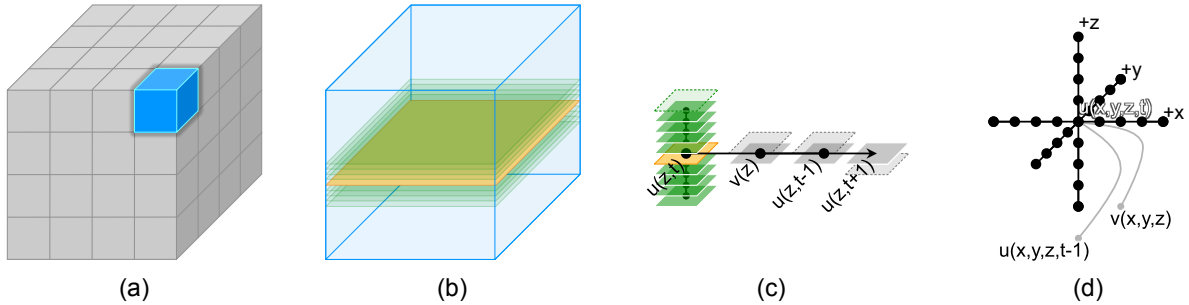 +z
+y
u(x,y,z,t)
+x
u(z,t)
v(z)
u(z,t-1)
u(z,t+1)
v(x,y,z)
u(x,y,z,t-1)
(a)
(b)
(c)
(d)